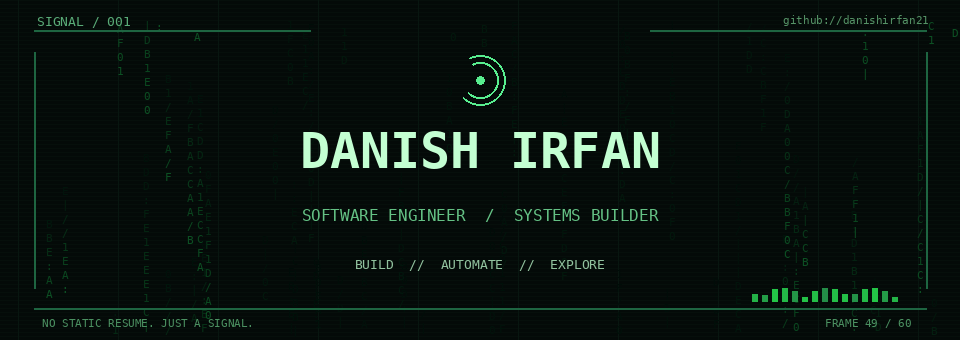 SIGNAL / 001
github://danishirfan21
DANISH IRFAN
SOFTWARE ENGINEER / SYSTEMS BUILDER
BUILD // AUTOMATE // EXPLORE
NO STATIC RESUME. JUST A SIGNAL.
FRAME 49 / 60